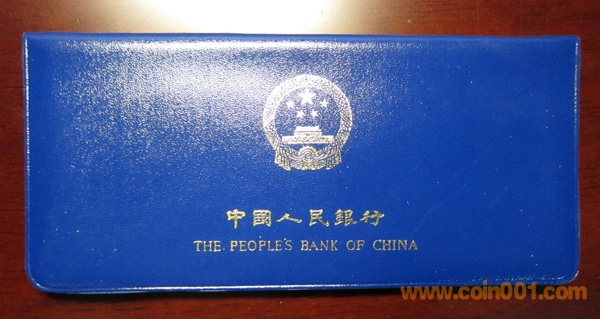 中國人民銀行
THE PEOPLE'S BANK OF CHINA
www.coin001.com